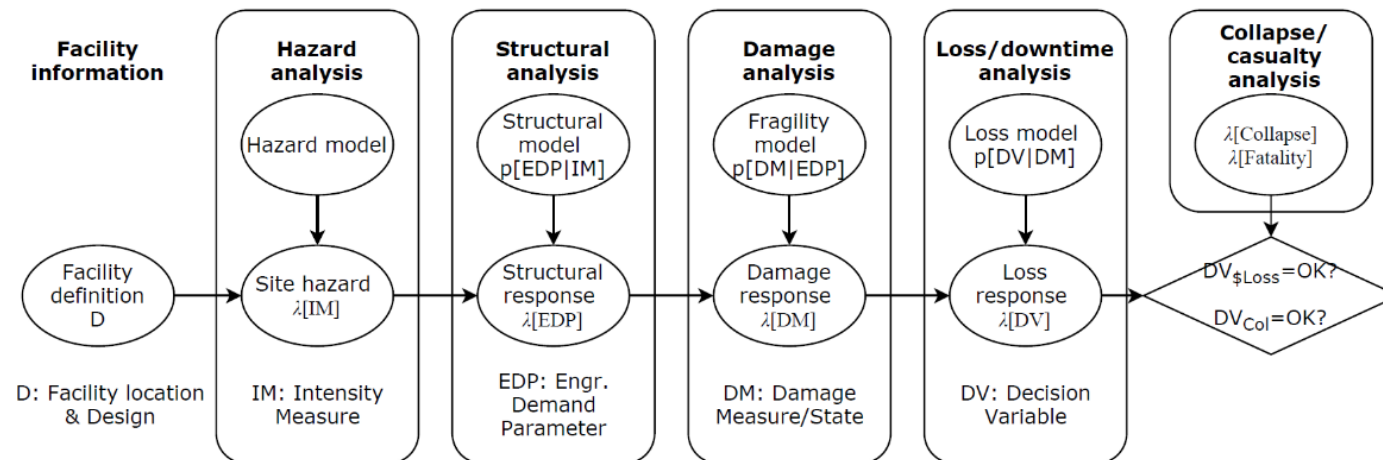 Facility
information
Hazard
analysis
Structural
analysis
Damage
analysis
Loss/downtime
analysis
Collapse/
casualty
analysis
Hazard model
Structural
model
p[EDP|IM]
Fragility
model
p[DM|EDP]
Loss model
p[DV|DM]
λ[Collapse]
λ[Fatality]
Facility
definition
D
Site hazard
λ[IM]
Structural
response
λ[EDP]
Damage
response
λ[DM]
Loss
response
λ[DV]
DV$Loss=OK?
DVCol=OK?
D: Facility location
& Design
IM: Intensity
Measure
EDP: Engr.
Demand
Parameter
DM: Damage
Measure/State
DV: Decision
Variable